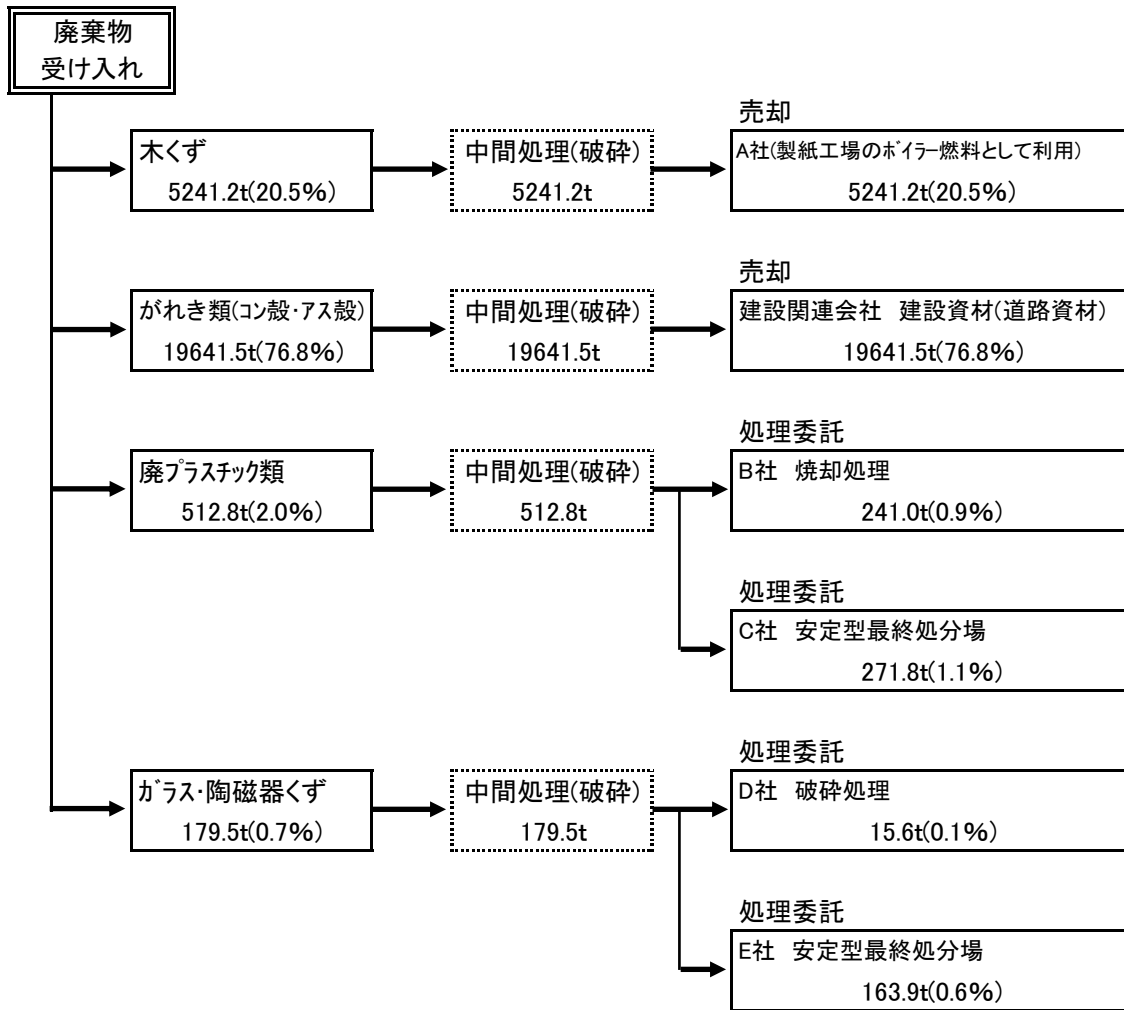 廃棄物
受け入れ
木くず
5241.2t(20.5%)
中間処理(破砕)
5241.2t
売却
A社(製紙工場のﾎﾞｲﾗｰ燃料として利用)
5241.2t(20.5%)
がれき類(ｺﾝ殻・ｱｽ殻)
19641.5t(76.8%)
中間処理(破砕)
19641.5t
売却
建設関連会社　建設資材(道路資材)
19641.5t(76.8%)
廃ﾌﾟﾗｽﾁｯｸ類
512.8t(2.0%)
中間処理(破砕)
512.8t
処理委託
B社　焼却処理
241.0t(0.9%)
処理委託
C社　安定型最終処分場
271.8t(1.1%)
ｶﾞﾗｽ・陶磁器くず
179.5t(0.7%)
中間処理(破砕)
179.5t
処理委託
D社　破砕処理
15.6t(0.1%)
処理委託
E社　安定型最終処分場
163.9t(0.6%)